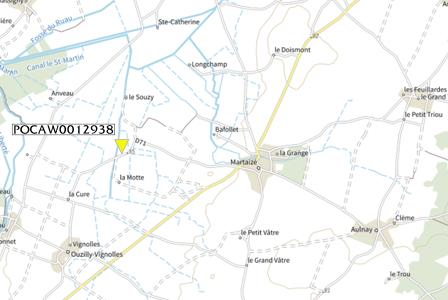 Ste-Catherine
Fossé du Ruau
le Doismont
Canal le St-Martin
Longchamp
Anveau
le Souzy
les Feuillardes
le Grand
le Petit Triou
POCAW0012938
Bafollet
D71
Martaizé
la Grange
la Motte
la Cure
Clème
Aulnay
le Petit Vâtre
Vignolles
Ouzilly-Vignolles
le Grand Vâtre
le Trou